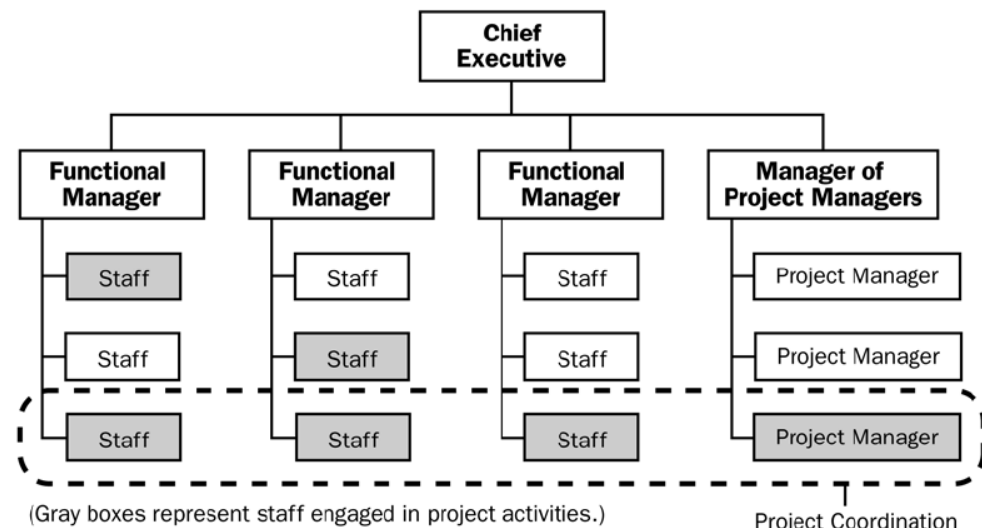 Chief
Executive
Functional
Manager
Functional
Manager
Functional
Manager
Manager of
Project Managers
Staff
Staff
Staff
Project Manager
Staff
Staff
Staff
Project Manager
Staff
Staff
Staff
Project Manager
(Gray boxes represent staff engaged in project activities.)
Project Coordination